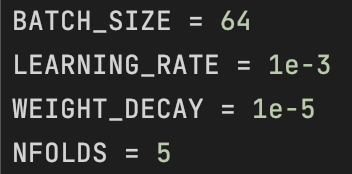 BATCH_SIZE = 64
LEARNING_RATE = 1e-3
WEIGHT_DECAY = 1e-5
NFOLDS = 5